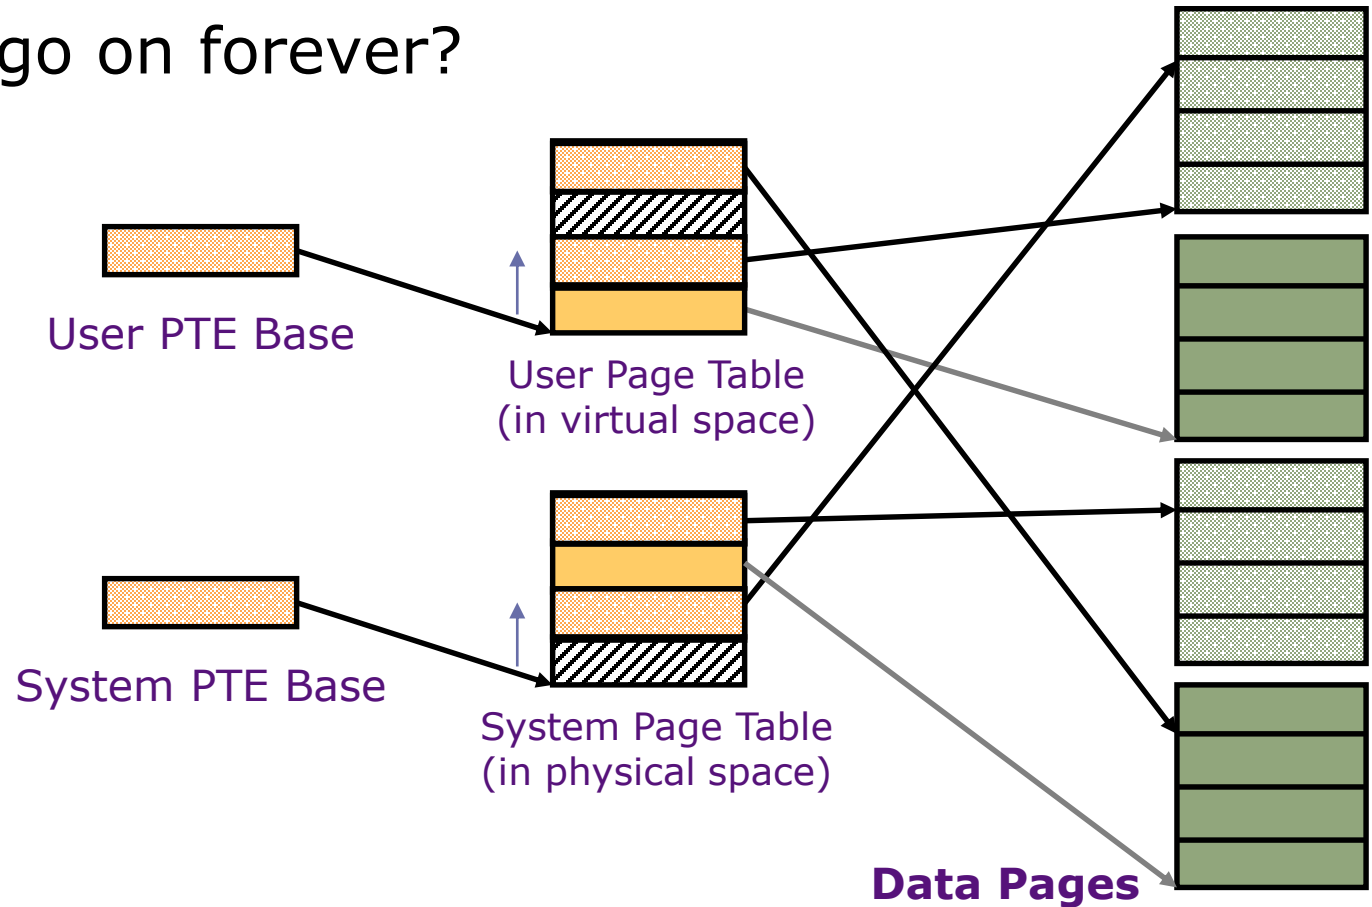 go on forever?
User PTE Base
User Page Table
(in virtual space)
System PTE Base
System Page Table
(in physical space)
Data Pages